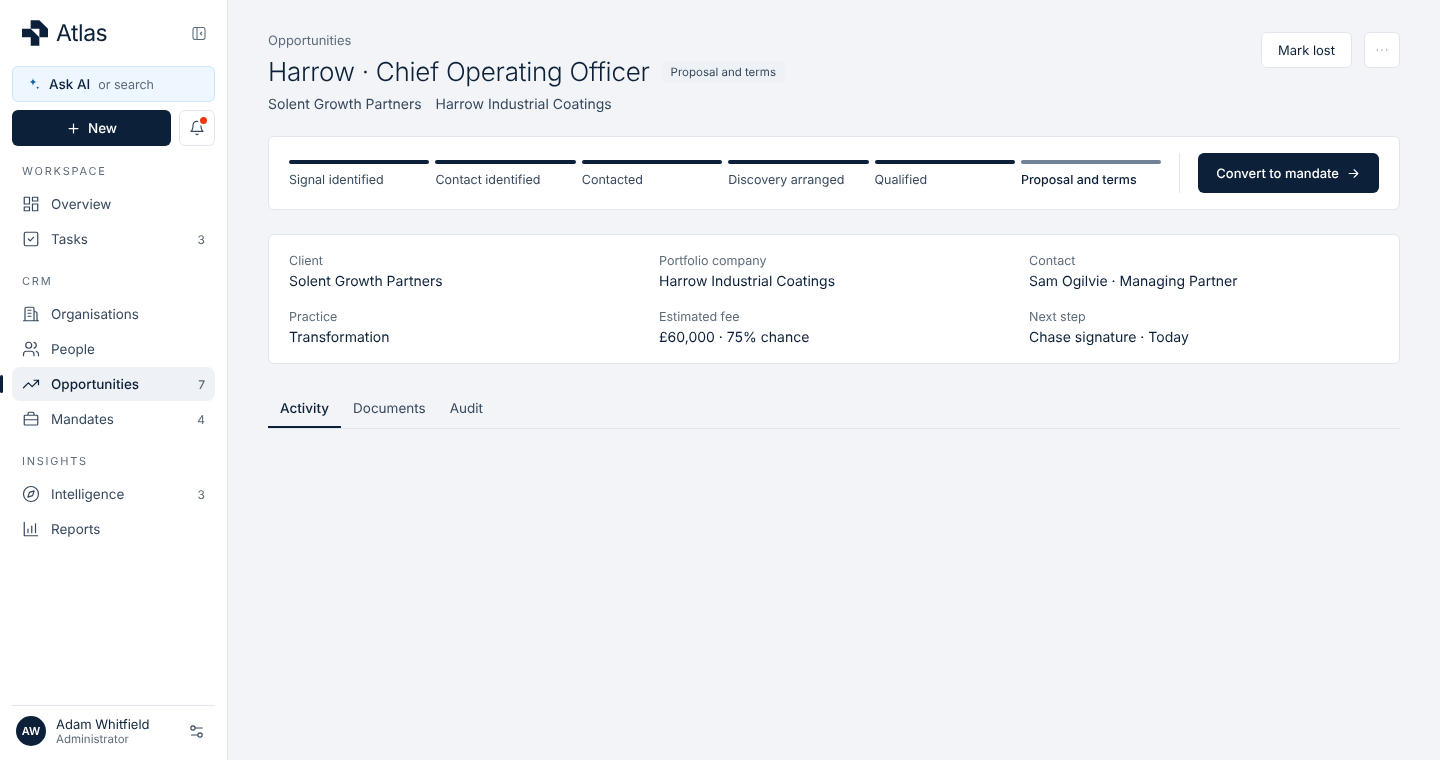 Atlas
Ask AI or search
New
WORKSPACE
Overview
Tasks 3
CRM
Organisations
People
Opportunities 7
Mandates 4
INSIGHTS
Intelligence 3
Reports
AW
Adam Whitfield
Administrator
Opportunities
Harrow · Chief Operating Officer Proposal and terms
Solent Growth Partners Harrow Industrial Coatings
Mark lost
Signal identified Contact identified Contacted Discovery arranged Qualified Proposal and terms
Convert to mandate →
Client Portfolio company Contact
Solent Growth Partners Harrow Industrial Coatings Sam Ogilvie · Managing Partner
Practice Estimated fee Next step
Transformation £60,000 · 75% chance Chase signature · Today
Activity Documents Audit